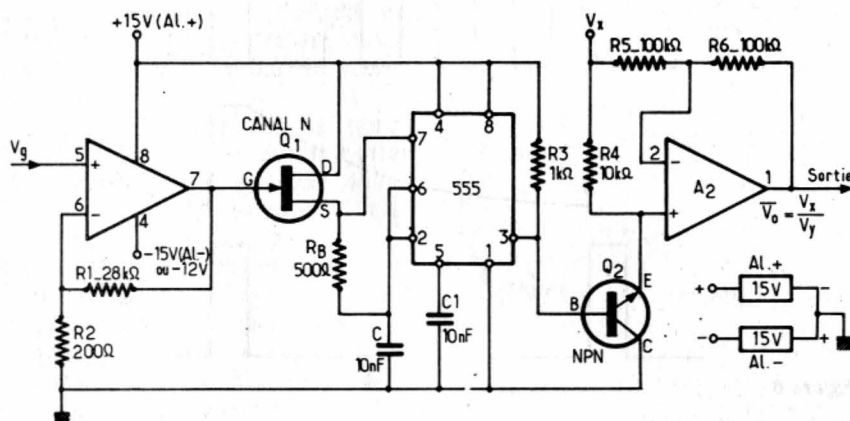 +15V (Al.+)
Vx
R5_100kΩ
R6_100kΩ
CANAL N
Q1
Vg
5
+
8
7
G
D
S
4
8
7
6
555
2
5
1
3
R3
1kΩ
R4
10kΩ
2
-
A2
+
1
Sortie
V0 = Vx/Vy
6
-
4
-15V(Al-)
ou -12V
R1_28kΩ
RB
500Ω
R2
200Ω
C
10nF
C1
10nF
Q2
B
E
C
NPN
Al.+
+
15V
-
-
15V
+
Al.-